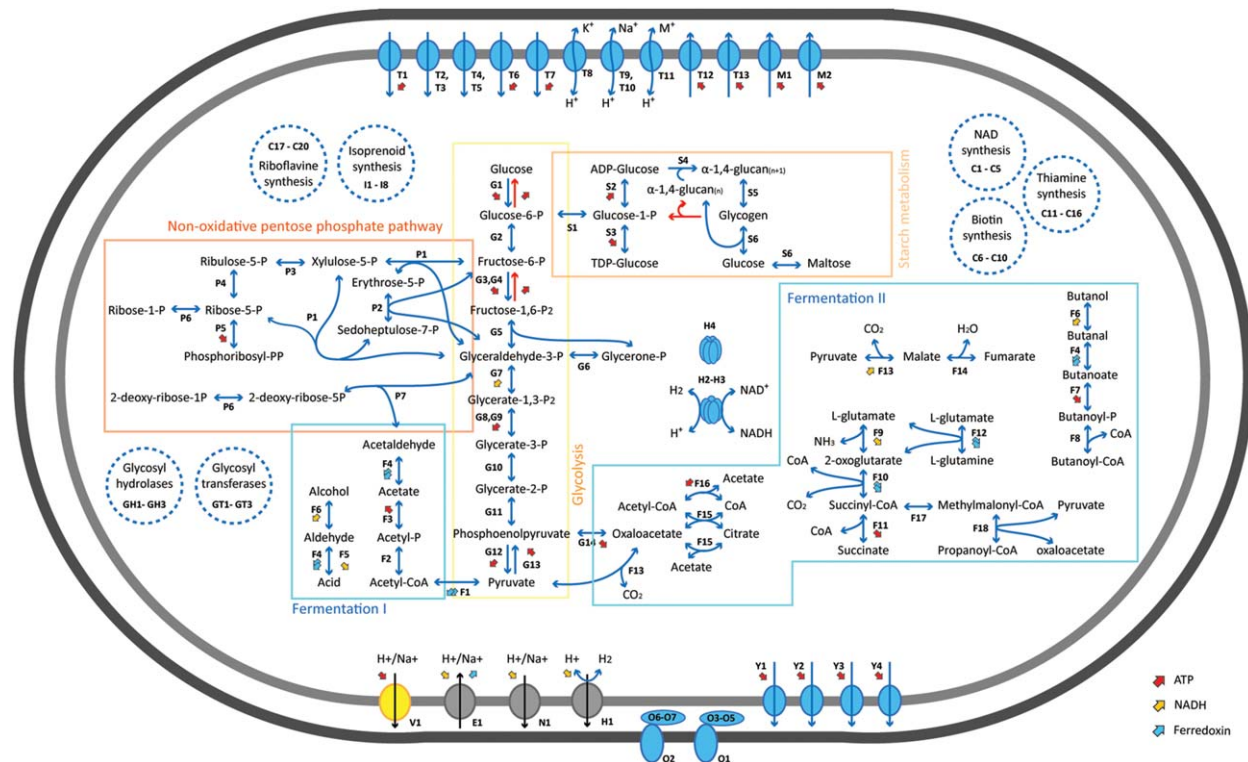 K⁺ Na⁺ M⁺
T1 T2, T3 T4, T5 T6 T7 T8 T9, T10 T11 T12 T13 M1 M2
H⁺ H⁺ H⁺
C17 - C20
Riboflavine
synthesis
Isoprenoid
synthesis
I1 - I8
NAD
synthesis
C1 - C5
Thiamine
synthesis
C11 - C16
Biotin
synthesis
C6 - C10
Non-oxidative pentose phosphate pathway
Ribulose-5-P
P3
Xylulose-5-P
P1
Erythrose-5-P
P4
P2
Ribose-1-P
P6
Ribose-5-P
P1
Sedoheptulose-7-P
P5
Phosphoribosyl-PP
2-deoxy-ribose-1P
P6
2-deoxy-ribose-5P
P7
Glycolysis
Glucose
G1
Glucose-6-P
G2
Fructose-6-P
G3,G4
Fructose-1,6-P2
G5
Glyceraldehyde-3-P
G6
Glycerone-P
G7
Glycerate-1,3-P2
G8,G9
Glycerate-3-P
G10
Glycerate-2-P
G11
Phosphoenolpyruvate
G14
G12
G13
Pyruvate
Starch metabolism
ADP-Glucose
S4
α-1,4-glucan(n+1)
α-1,4-glucan(n)
S2
S5
S1
Glucose-1-P
Glycogen
S3
S6
TDP-Glucose
Glucose
S6
Maltose
H4
H2-H3
H2
NAD⁺
H⁺
NADH
Glycosyl
hydrolases
GH1- GH3
Glycosyl
transferases
GT1- GT3
Acetaldehyde
F4
Acetate
F3
Acetyl-P
F2
Acetyl-CoA
F1
Alcohol
F6
Aldehyde
F4
F5
Acid
Fermentation I
Fermentation II
CO2
H2O
Pyruvate
Malate
Fumarate
F13
F14
Butanol
F6
Butanal
F4
Butanoate
F7
Butanoyl-P
F8
CoA
Butanoyl-CoA
L-glutamate
L-glutamate
F9
F12
NH3
2-oxoglutarate
L-glutamine
CoA
F10
CO2
Succinyl-CoA
F17
Methylmalonyl-CoA
Pyruvate
CoA
F11
F18
Succinate
Propanoyl-CoA
oxaloacetate
F16
Acetate
Acetyl-CoA
CoA
F15
Oxaloacetate
Citrate
F15
Acetate
F13
CO2
H+/Na+ H+/Na+ H+/Na+ H+ H2
V1 E1 N1 H1
O6-O7 O3-O5
O2 O1
Y1 Y2 Y3 Y4
ATP
NADH
Ferredoxin